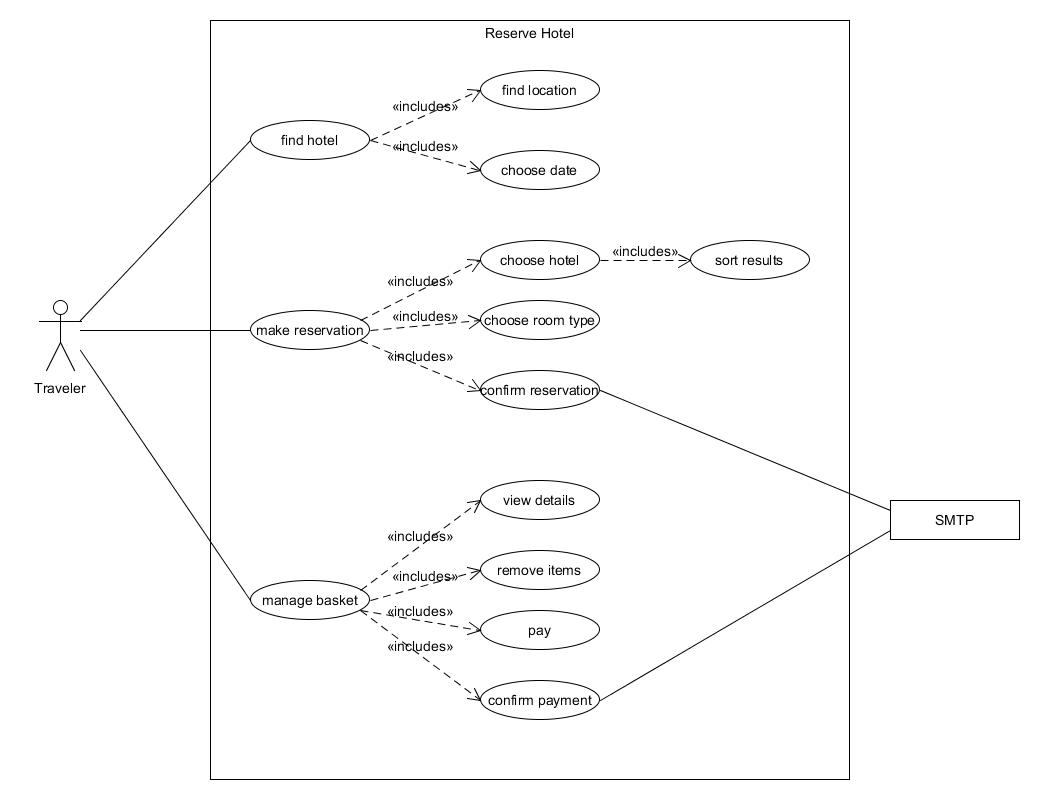 Reserve Hotel
find location
«includes»
find hotel
«includes»
choose date
choose hotel
«includes»
sort results
«includes»
choose room type
«includes»
make reservation
«includes»
confirm reservation
Traveler
view details
SMTP
«includes»
remove items
«includes»
manage basket
«includes»
pay
«includes»
confirm payment